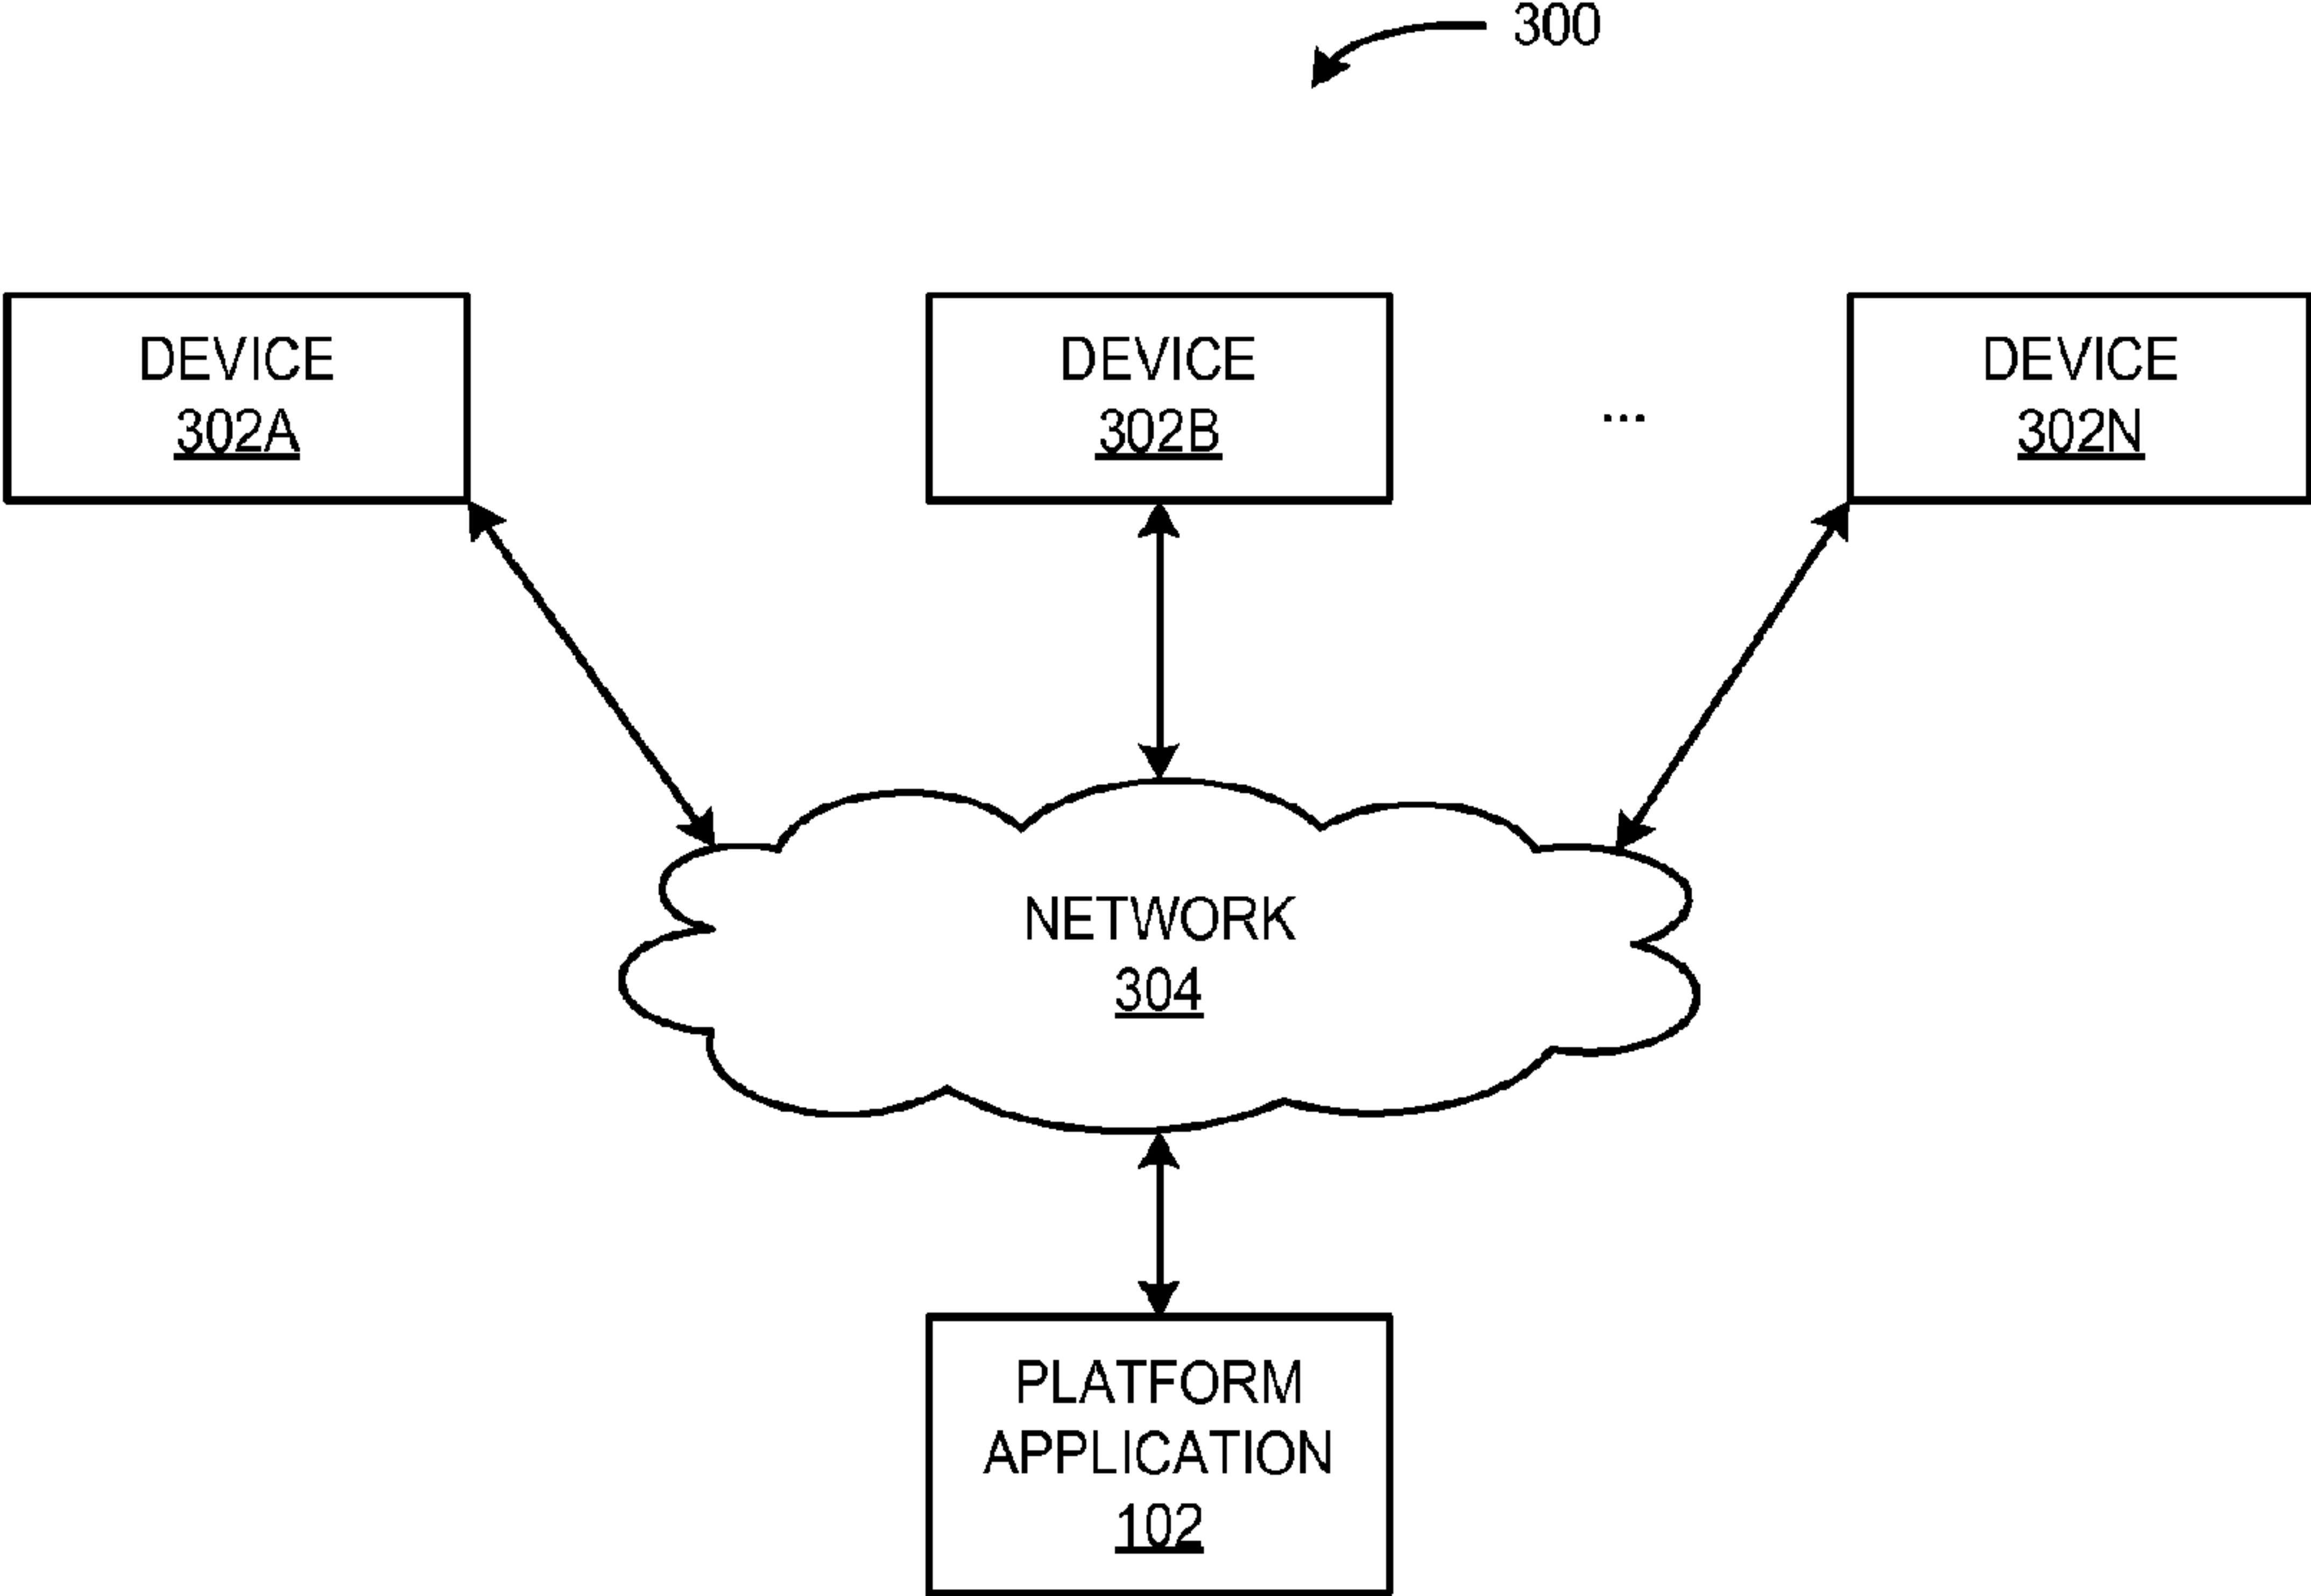 300
DEVICE
302A
DEVICE
302B
...
DEVICE
302N
NETWORK
304
PLATFORM
APPLICATION
102